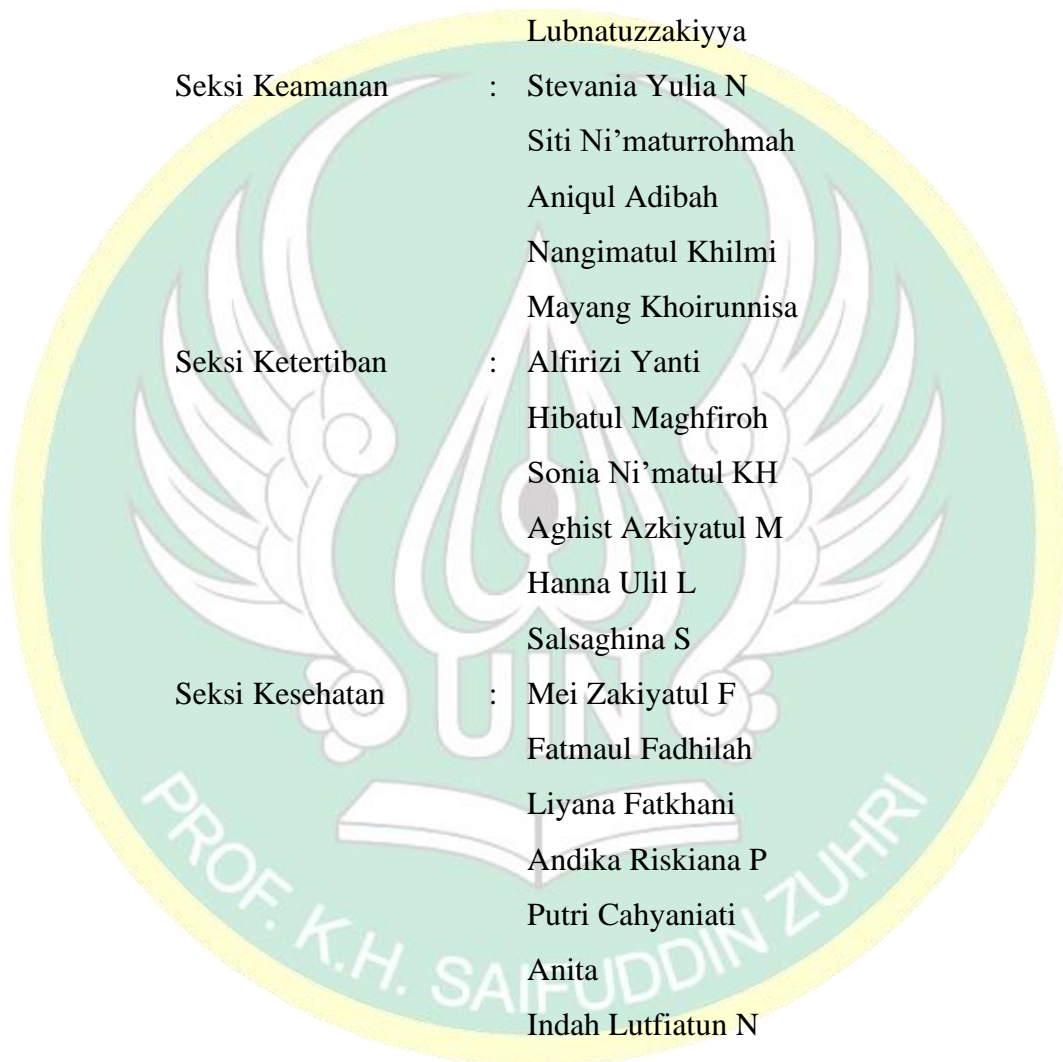 Lubnatuzzakiyya
Seksi Keamanan : Stevania Yulia N
Siti Ni’maturrohmah
Aniqul Adibah
Nangimatul Khilmi
Mayang Khoirunnisa
Seksi Ketertiban : Alfirizi Yanti
Hibatul Maghfiroh
Sonia Ni’matul KH
Aghist Azkiyatul M
Hanna Ulil L
Salsaghina S
Seksi Kesehatan : Mei Zakiyatul F
Fatmaul Fadhilah
Liyana Fatkhani
Andika Riskiana P
Putri Cahyaniati
Anita
Indah Lutfiatun N
UIN
PROF. K.H. SAIFUDDIN ZUHRI